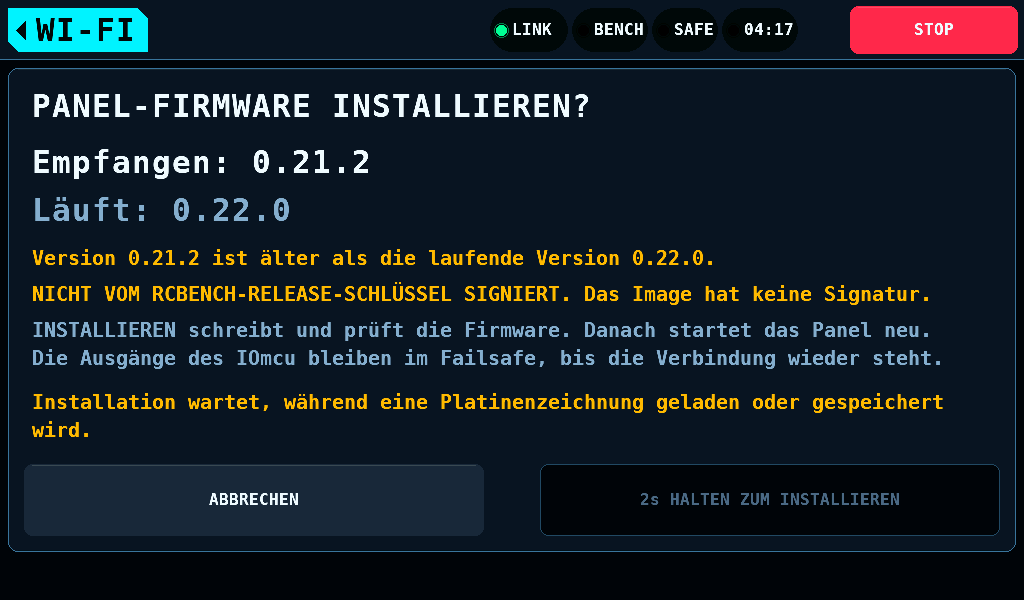 WI-FI
LINK
BENCH
SAFE
04:17
STOP
PANEL-FIRMWARE INSTALLIEREN?
Empfangen: 0.21.2
Läuft: 0.22.0
Version 0.21.2 ist älter als die laufende Version 0.22.0.
NICHT VOM RCBENCH-RELEASE-SCHLÜSSEL SIGNIERT. Das Image hat keine Signatur.
INSTALLIEREN schreibt und prüft die Firmware. Danach startet das Panel neu.
Die Ausgänge des IOmcu bleiben im Failsafe, bis die Verbindung wieder steht.
Installation wartet, während eine Platinenzeichnung geladen oder gespeichert
wird.
ABBRECHEN
2s HALTEN ZUM INSTALLIEREN